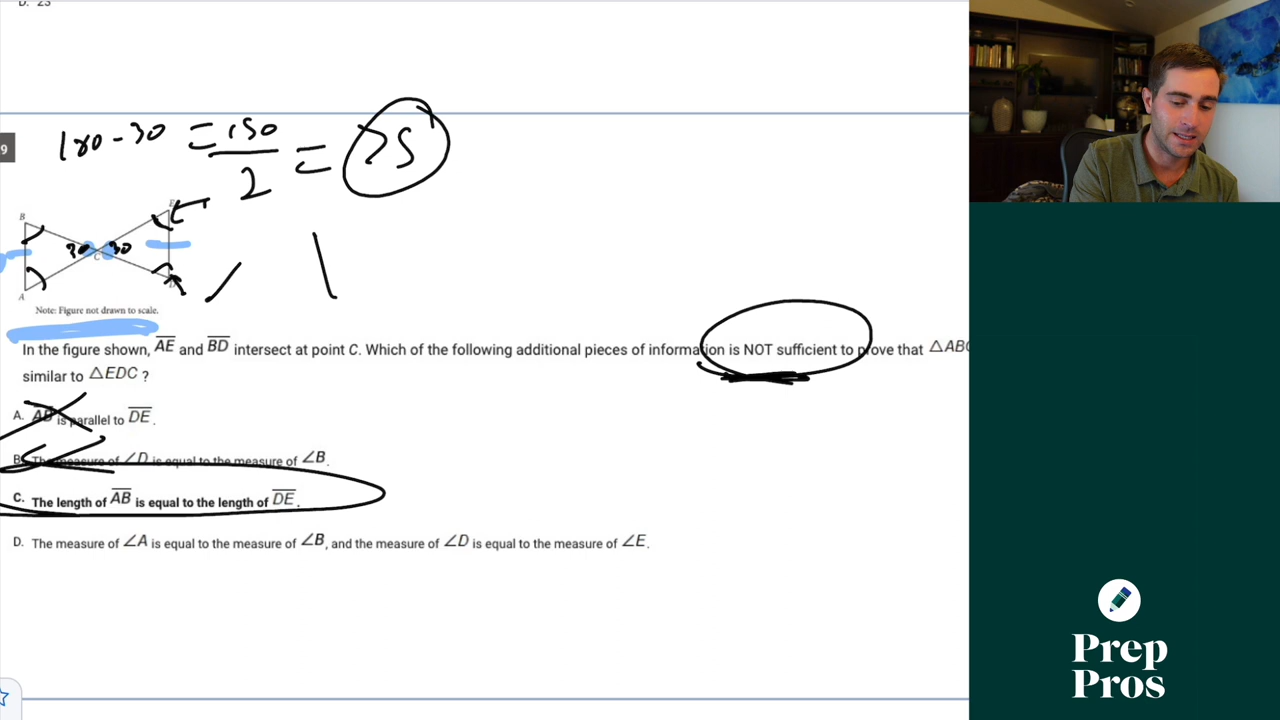 D. 23
9
180 - 30 = 150 / 2 = 75
B
E
30 30
C
A
Note: Figure not drawn to scale.
In the figure shown, AE and BD intersect at point C. Which of the following additional pieces of information is NOT sufficient to prove that △ABC
similar to △EDC ?
A. AB is parallel to DE.
B. The measure of ∠D is equal to the measure of ∠B.
C. The length of AB is equal to the length of DE.
D. The measure of ∠A is equal to the measure of ∠B, and the measure of ∠D is equal to the measure of ∠E.
Prep
Pros